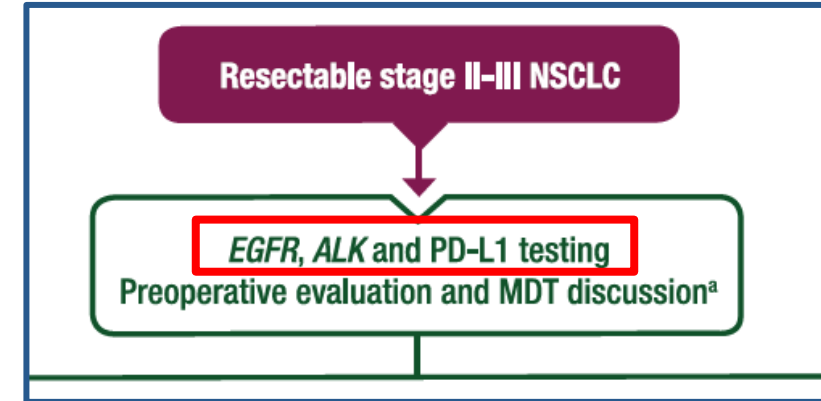 Resectable stage II–III NSCLC
EGFR, ALK and PD-L1 testing
Preoperative evaluation and MDT discussionᵃ